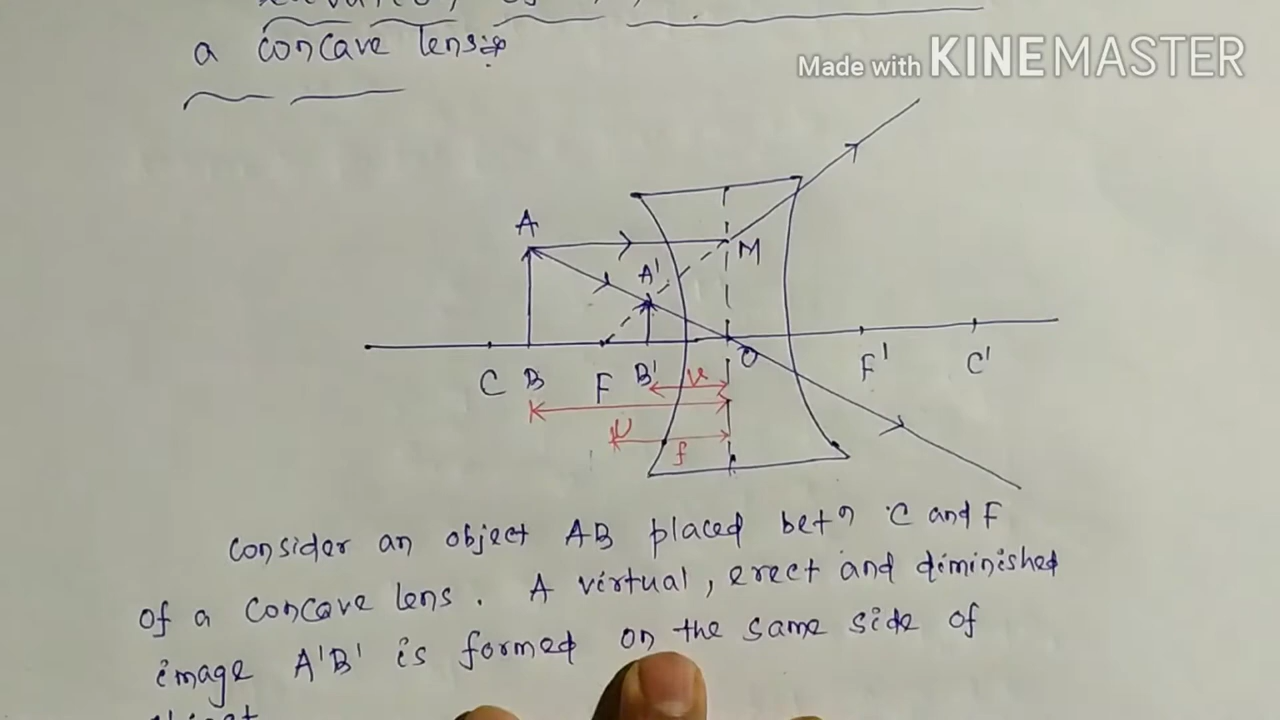 a concave lens:
Made with KINEMASTER
A
M
A'
C B F B' O F' C'
v
U
f
Consider an object AB placed betn C and F
of a concave lens. A virtual, erect and diminished
image A'B' is formed on the same side of